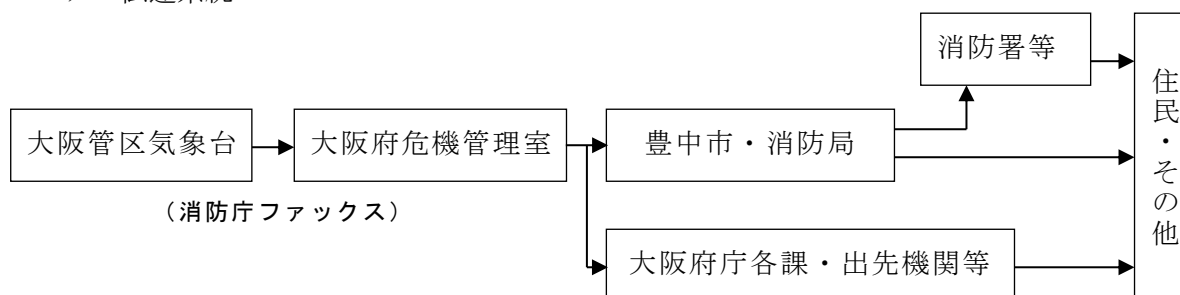 消防署等
大阪管区気象台
大阪府危機管理室
豊中市・消防局
住民・その他
（消防庁ファックス）
大阪府庁各課・出先機関等